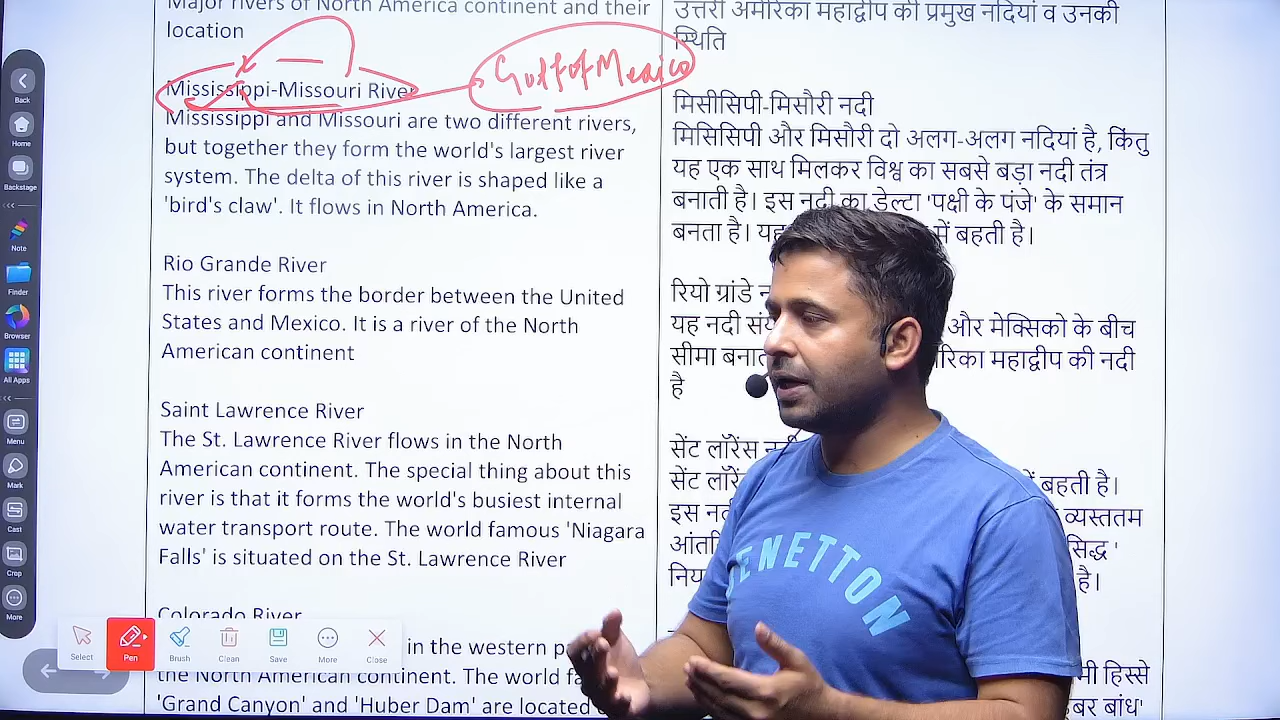 Major rivers of North America continent and their
location
Gulf of Mexico
Mississippi-Missouri River
Mississippi and Missouri are two different rivers,
but together they form the world's largest river
system. The delta of this river is shaped like a
'bird's claw'. It flows in North America.
Rio Grande River
This river forms the border between the United
States and Mexico. It is a river of the North
American continent
Saint Lawrence River
The St. Lawrence River flows in the North
American continent. The special thing about this
river is that it forms the world's busiest internal
water transport route. The world famous 'Niagara
Falls' is situated on the St. Lawrence River
Colorado River
in the western
the North American continent. The world
'Grand Canyon' and 'Huber Dam' are located
उत्तरी अमेरिका महाद्वीप की प्रमुख नदियां व उनकी
स्थिति
मिसीसिपी-मिसौरी नदी
मिसिसिपी और मिसौरी दो अलग-अलग नदियां है, किंतु
यह एक साथ मिलकर विश्व का सबसे बड़ा नदी तंत्र
बनाती है। इस नदी का डेल्टा 'पक्षी के पंजे' के समान
बनता है। यह में बहती है।
रियो ग्रांडे
यह नदी और मेक्सिको के बीच
सीमा महाद्वीप की नदी
है
सेंट लॉरेंस नदी
सेंट बहती है।
इस व्यस्ततम
है।
हिस्से
बांध'
BENETTON
Back
Home
Backstage
Note
Finder
Browser
All Apps
Menu
Mark
Cast
Crop
More
Select
Pen
Brush
Clean
Save
More
Close